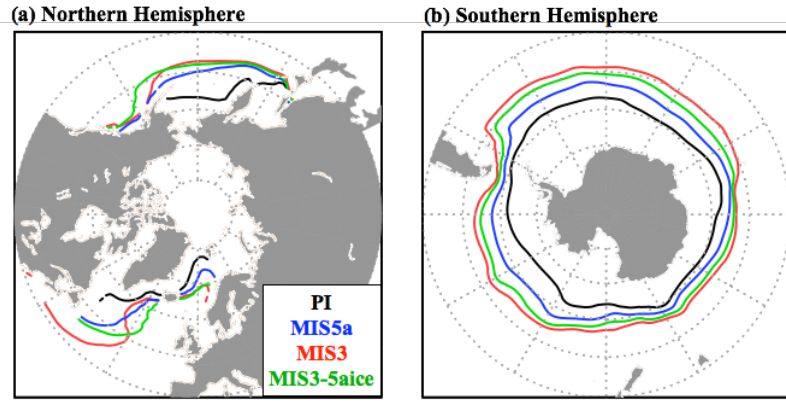 (a) Northern Hemisphere
(b) Southern Hemisphere
PI
MIS5a
MIS3
MIS3-5aice